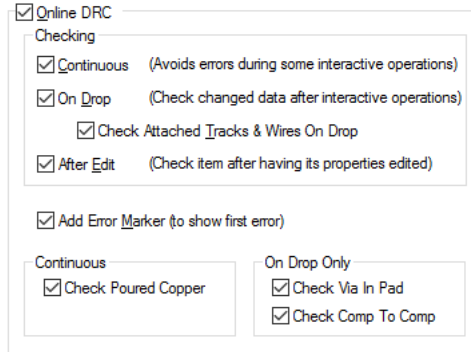 Online DRC
Checking
Continuous (Avoids errors during some interactive operations)
On Drop (Check changed data after interactive operations)
Check Attached Tracks & Wires On Drop
After Edit (Check item after having its properties edited)
Add Error Marker (to show first error)
Continuous
Check Poured Copper
On Drop Only
Check Via In Pad
Check Comp To Comp